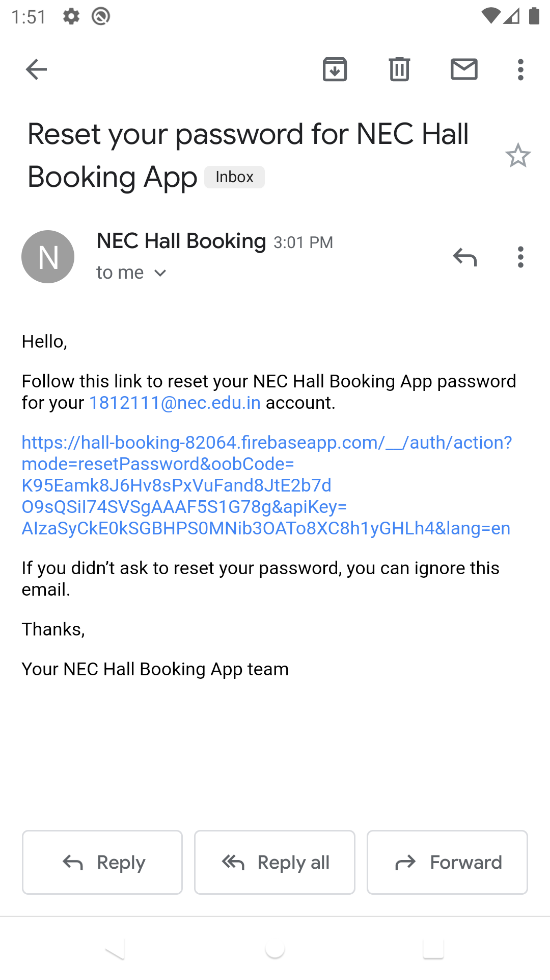 1:51
Reset your password for NEC Hall
Booking App Inbox
N
NEC Hall Booking 3:01 PM
to me
Hello,
Follow this link to reset your NEC Hall Booking App password
for your 1812111@nec.edu.in account.
https://hall-booking-82064.firebaseapp.com/__/auth/action?
mode=resetPassword&oobCode=
K95Eamk8J6Hv8sPxVuFand8JtE2b7d
O9sQSiI74SVSgAAAF5S1G78g&apiKey=
AIzaSyCkE0kSGBHPS0MNib3OATo8XC8h1yGHLh4&lang=en
If you didn’t ask to reset your password, you can ignore this
email.
Thanks,
Your NEC Hall Booking App team
Reply
Reply all
Forward